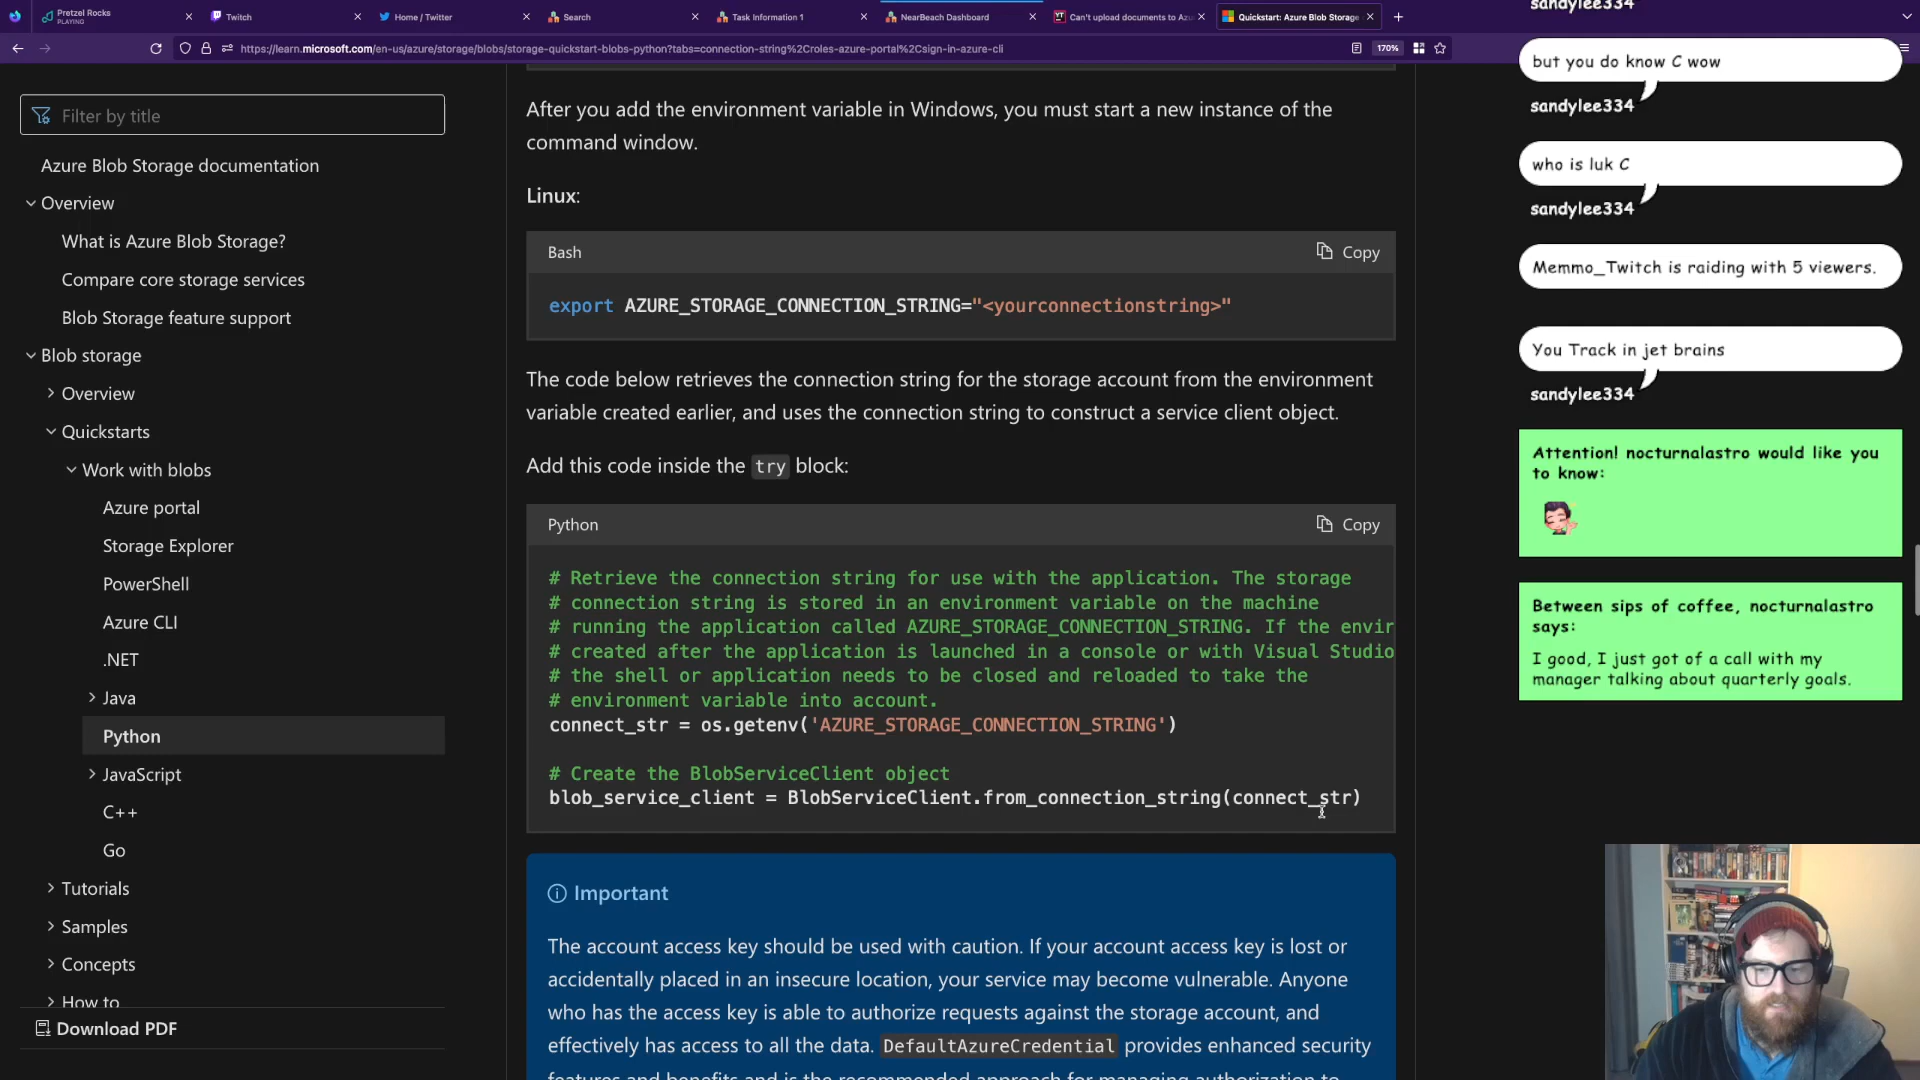 Pretzel Rocks
PLAYING
Twitch
Home / Twitter
Search
Task Information 1
NearBeach Dashboard
Can't upload documents to Azu
Quickstart: Azure Blob Storage
https://learn.microsoft.com/en-us/azure/storage/blobs/storage-quickstart-blobs-python?tabs=connection-string%2Croles-azure-portal%2Csign-in-azure-cli
170%
Filter by title
Azure Blob Storage documentation
Overview
What is Azure Blob Storage?
Compare core storage services
Blob Storage feature support
Blob storage
Overview
Quickstarts
Work with blobs
Azure portal
Storage Explorer
PowerShell
Azure CLI
.NET
Java
Python
JavaScript
C++
Go
Tutorials
Samples
Concepts
How to
Download PDF
After you add the environment variable in Windows, you must start a new instance of the
command window.
Linux:
Bash
Copy
export AZURE_STORAGE_CONNECTION_STRING="<yourconnectionstring>"
The code below retrieves the connection string for the storage account from the environment
variable created earlier, and uses the connection string to construct a service client object.
Add this code inside the try block:
Python
Copy
# Retrieve the connection string for use with the application. The storage
# connection string is stored in an environment variable on the machine
# running the application called AZURE_STORAGE_CONNECTION_STRING. If the envir
# created after the application is launched in a console or with Visual Studio
# the shell or application needs to be closed and reloaded to take the
# environment variable into account.
connect_str = os.getenv('AZURE_STORAGE_CONNECTION_STRING')
# Create the BlobServiceClient object
blob_service_client = BlobServiceClient.from_connection_string(connect_str)
Important
The account access key should be used with caution. If your account access key is lost or
accidentally placed in an insecure location, your service may become vulnerable. Anyone
who has the access key is able to authorize requests against the storage account, and
effectively has access to all the data. DefaultAzureCredential provides enhanced security
features and benefits and is the recommended approach for managing authorization to
sandylee334
but you do know C wow
sandylee334
who is luk C
sandylee334
Memmo_Twitch is raiding with 5 viewers.
You Track in jet brains
sandylee334
Attention! nocturnalastro would like you
to know:
Between sips of coffee, nocturnalastro
says:
I good, I just got of a call with my
manager talking about quarterly goals.